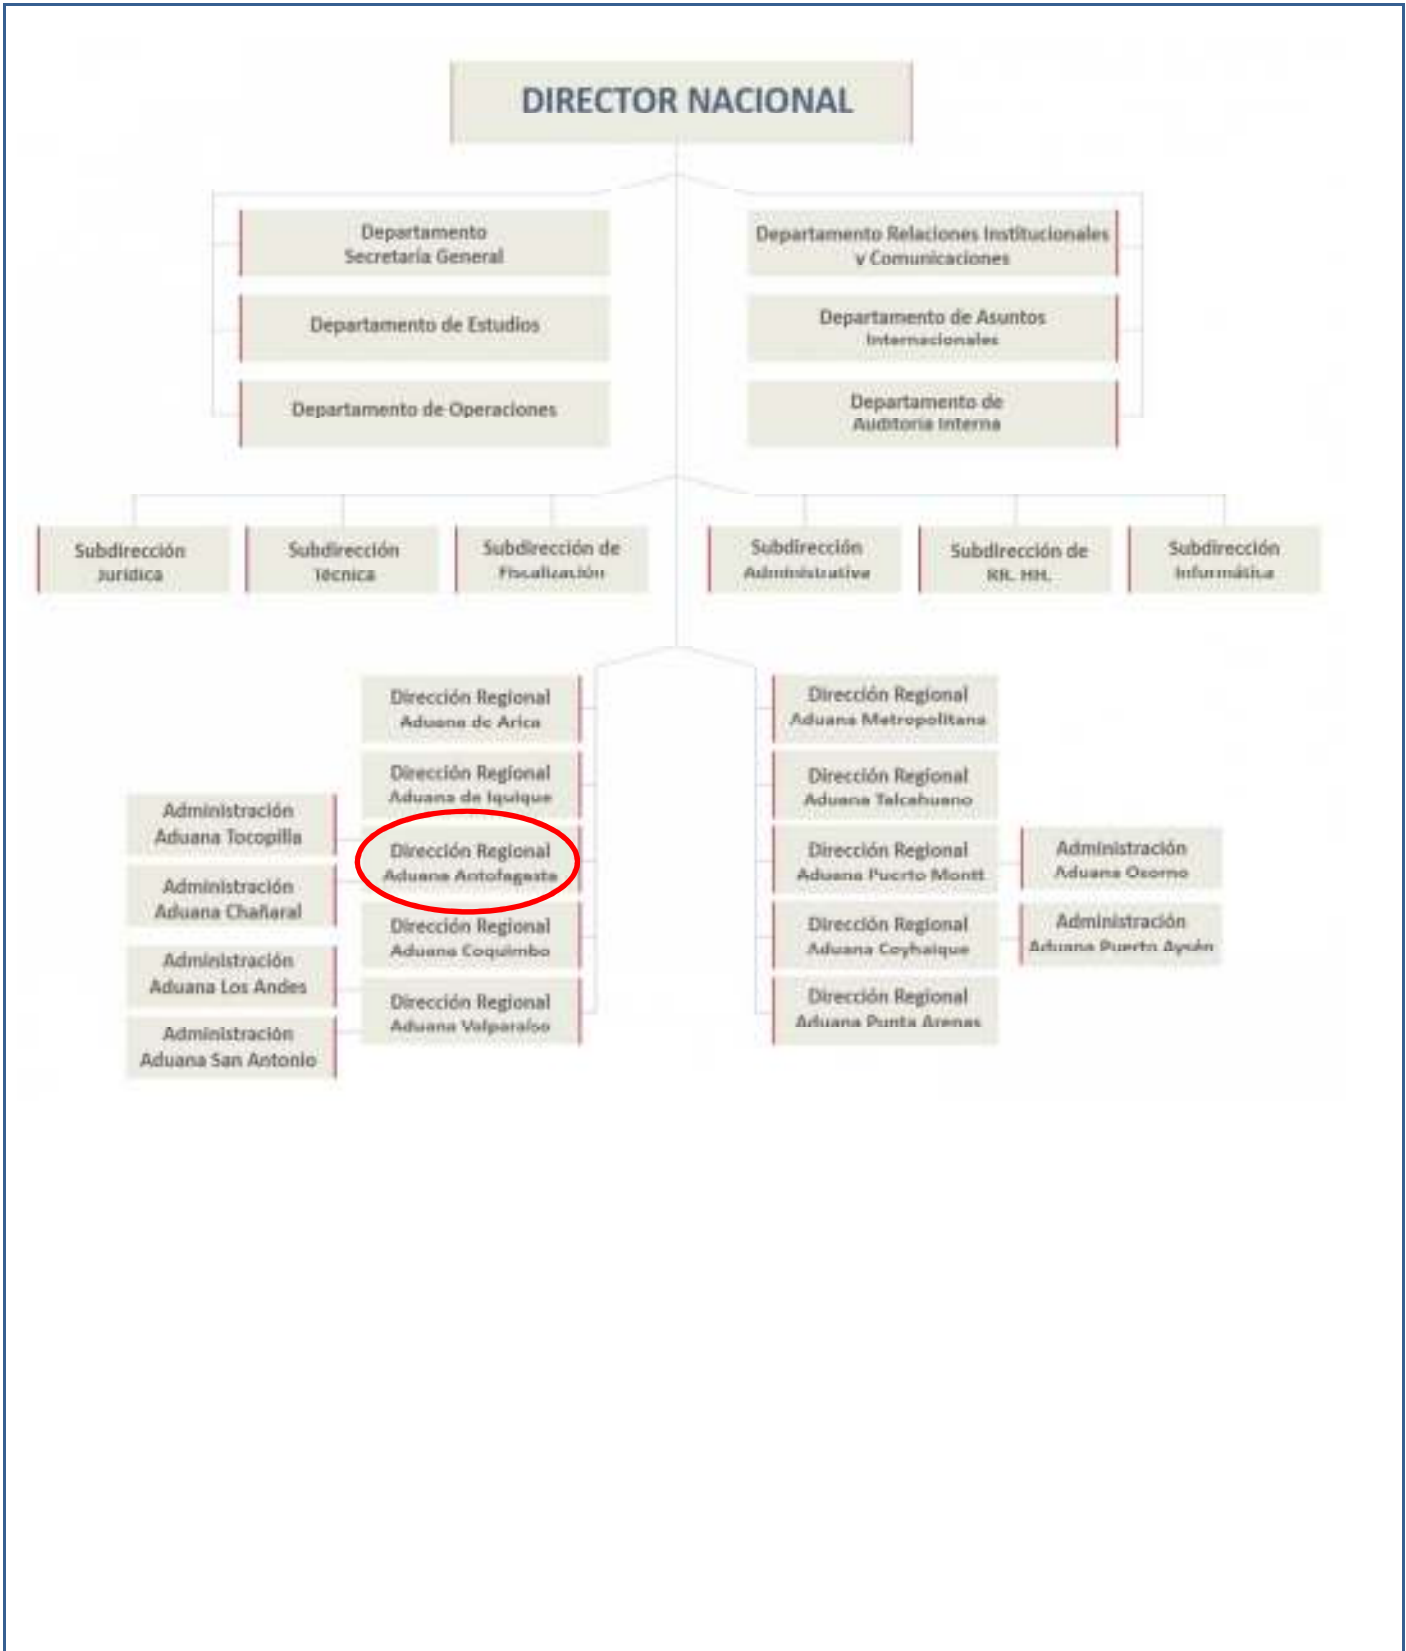 DIRECTOR NACIONAL
Departamento
Secretaría General
Departamento Relaciones Institucionales
y Comunicaciones
Departamento de Estudios
Departamento de Asuntos
Internacionales
Departamento de Operaciones
Departamento de
Auditoria Interna
Subdirección
Jurídica
Subdirección
Técnica
Subdirección de
Fiscalización
Subdirección
Administrativa
Subdirección de
RR. HH.
Subdirección
Informática
Dirección Regional
Aduana de Arica
Dirección Regional
Aduana de Iquique
Dirección Regional
Aduana Antofagasta
Dirección Regional
Aduana Coquimbo
Dirección Regional
Aduana Valparaíso
Administración
Aduana Tocopilla
Administración
Aduana Chañaral
Administración
Aduana Los Andes
Administración
Aduana San Antonio
Dirección Regional
Aduana Metropolitana
Dirección Regional
Aduana Talcahuano
Dirección Regional
Aduana Puerto Montt
Dirección Regional
Aduana Coyhaique
Dirección Regional
Aduana Punta Arenas
Administración
Aduana Osorno
Administración
Aduana Puerto Aysén